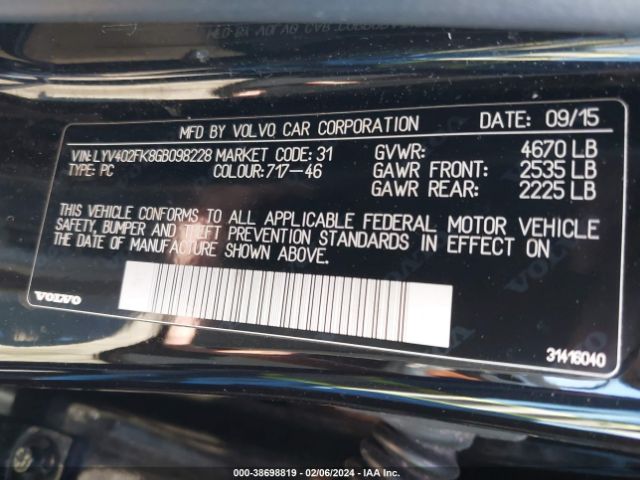 MFD BY VOLVO CAR CORPORATION DATE: 09/15
VIN: LYV402FK8GB098228 MARKET CODE: 31 GVWR: 4670 LB
TYPE: PC COLOUR: 717-46 GAWR FRONT: 2535 LB
GAWR REAR: 2225 LB
THIS VEHICLE CONFORMS TO ALL APPLICABLE FEDERAL MOTOR VEHICLE
SAFETY, BUMPER AND THEFT PREVENTION STANDARDS IN EFFECT ON
THE DATE OF MANUFACTURE SHOWN ABOVE.
VOLVO
31416040
000-38698819 - 02/06/2024 - IAA Inc.